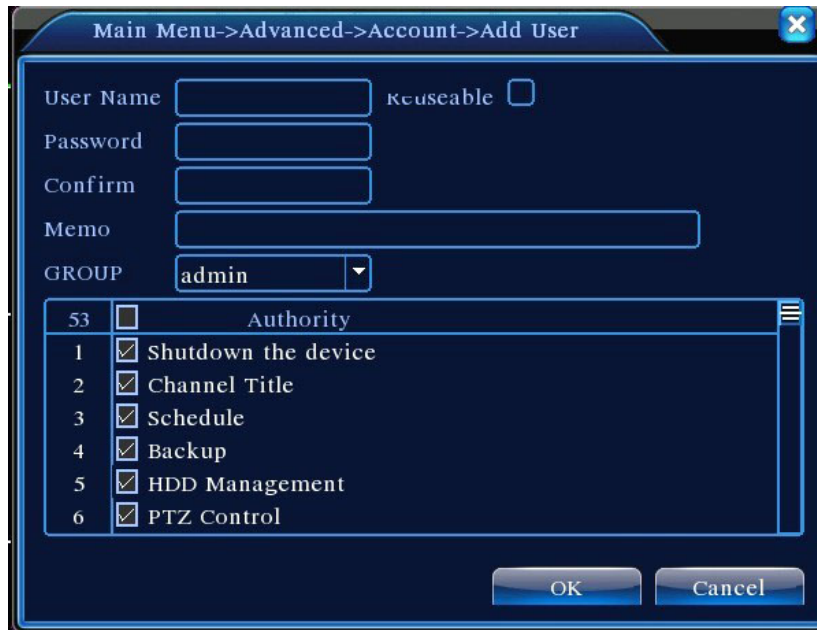 Main Menu->Advanced->Account->Add User
User Name Reuseable
Password
Confirm
Memo
GROUP admin
53 Authority
1 Shutdown the device
2 Channel Title
3 Schedule
4 Backup
5 HDD Management
6 PTZ Control
OK Cancel